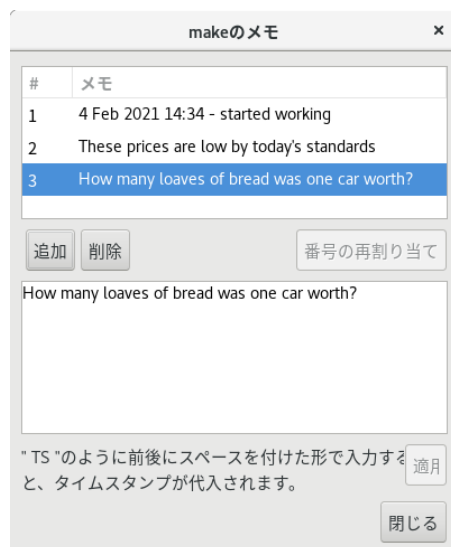 makeのメモ ×
# メモ
1 4 Feb 2021 14:34 - started working
2 These prices are low by today's standards
3 How many loaves of bread was one car worth?
追加 削除 番号の再割り当て
How many loaves of bread was one car worth?
" TS "のように前後にスペースを付けた形で入力する
と、タイムスタンプが代入されます。
適用
閉じる